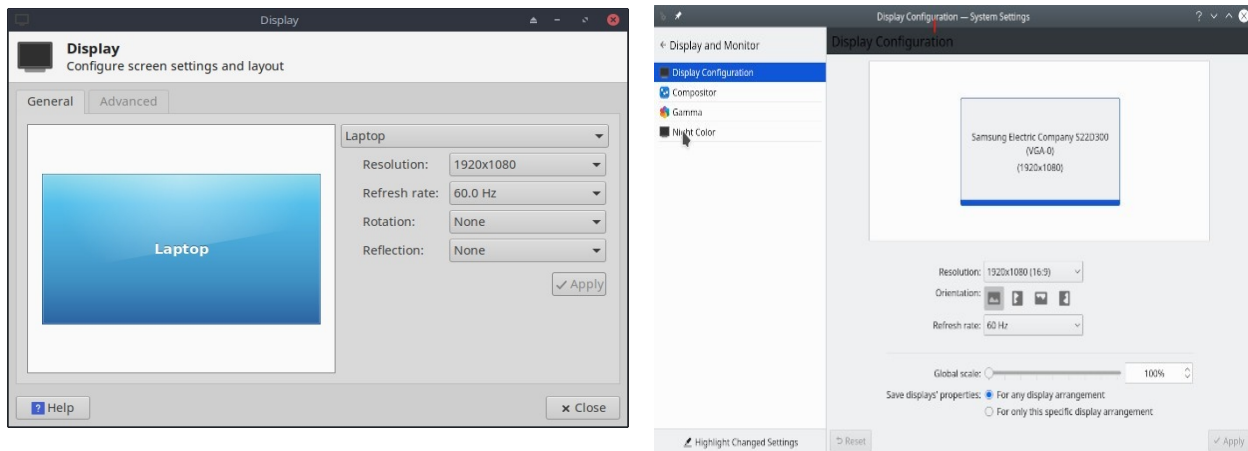 Display
Display
Configure screen settings and layout
General Advanced
Laptop
Laptop
Resolution: 1920x1080
Refresh rate: 60.0 Hz
Rotation: None
Reflection: None
Apply
Help
Close
Display Configuration — System Settings
Display and Monitor
Display Configuration
Compositor
Gamma
Night Color
Highlight Changed Settings
Display Configuration
Samsung Electric Company S22D300
(VGA-0)
(1920x1080)
Resolution: 1920x1080 (16:9)
Orientation:
Refresh rate: 60 Hz
Global scale: 100%
Save displays' properties: For any display arrangement
For only this specific display arrangement
Reset
Apply